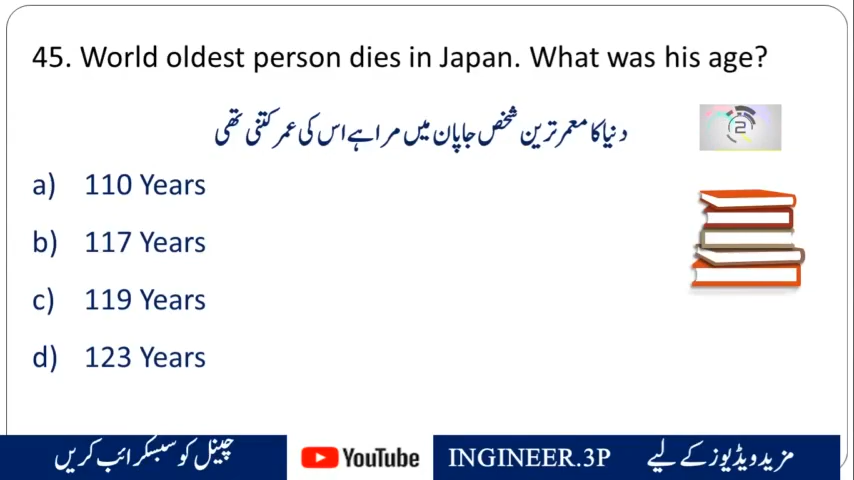 45. World oldest person dies in Japan. What was his age?
دنیا کا معمر ترین شخص جاپان میں مرا ہے اس کی عمر کتنی تھی
2
a) 110 Years
b) 117 Years
c) 119 Years
d) 123 Years
چینل کو سبسکرائب کریں YouTube INGINEER.3P مزید ویڈیوز کے لیے